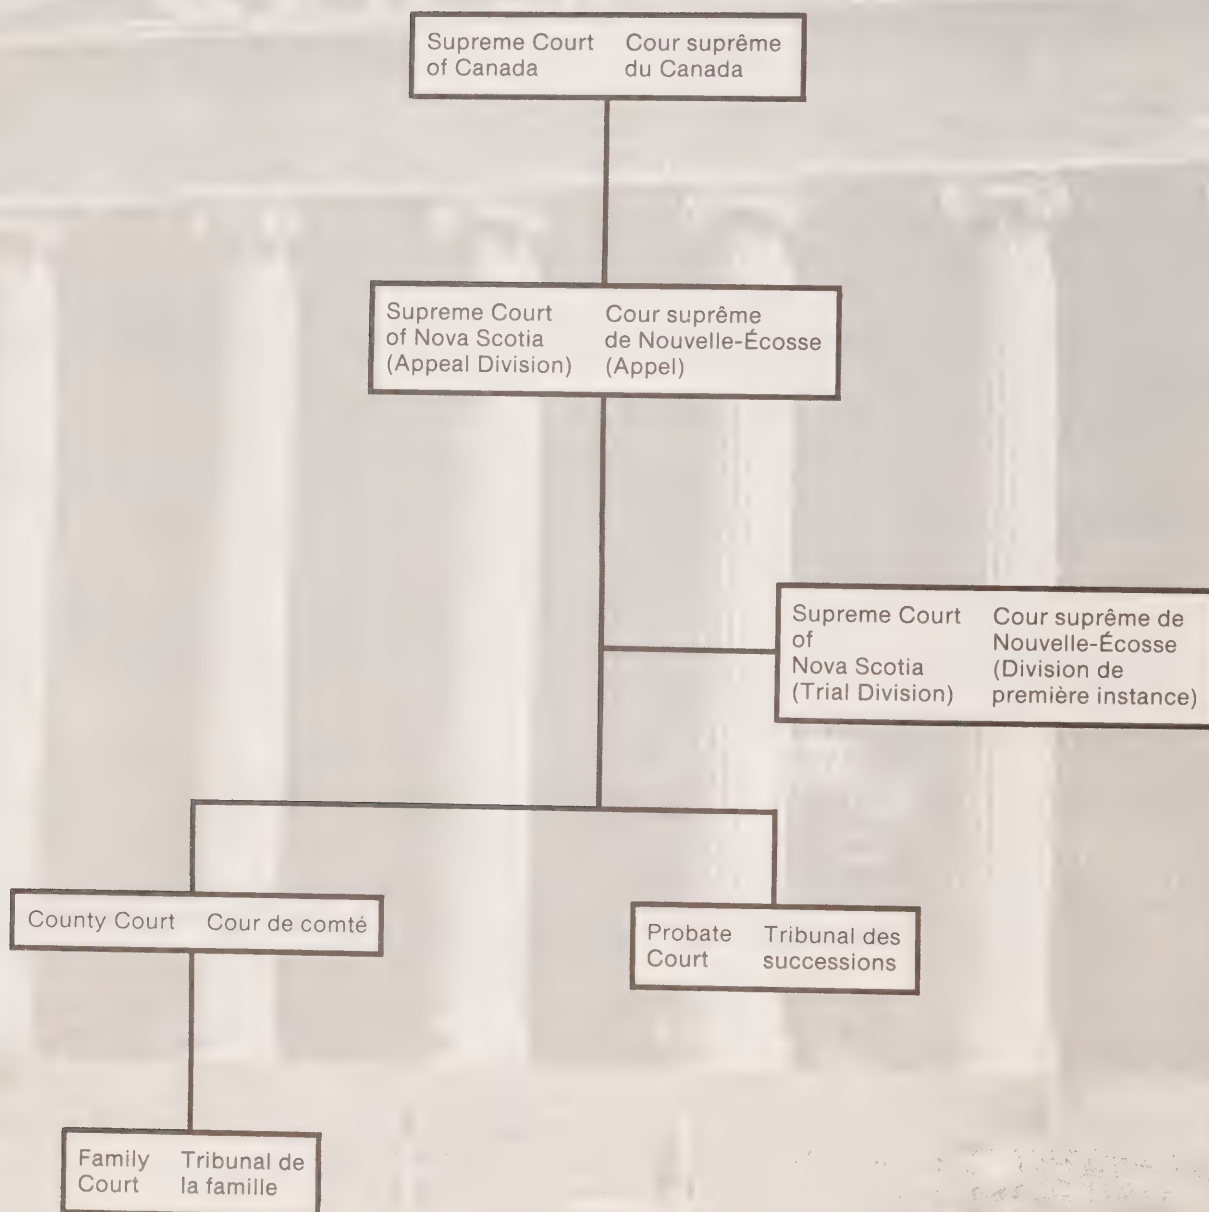 Supreme Court
of Canada
Cour suprême
du Canada
Supreme Court
of Nova Scotia
(Appeal Division)
Cour suprême
de Nouvelle-Écosse
(Appel)
Supreme Court
of
Nova Scotia
(Trial Division)
Cour suprême de
Nouvelle-Écosse
(Division de
première instance)
County Court
Cour de comté
Probate
Court
Tribunal des
successions
Family
Court
Tribunal de
la famille